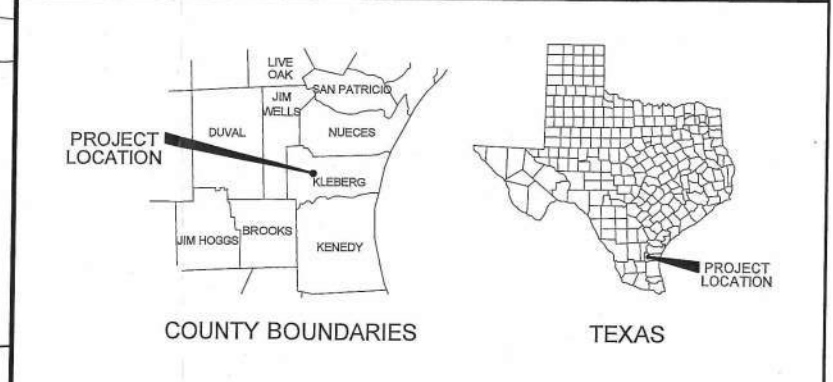 LIVE
OAK
SAN PATRICIO
JIM
WELLS
DUVAL
NUECES
PROJECT
LOCATION
KLEBERG
JIM HOGGS
BROOKS
KENEDY
COUNTY BOUNDARIES
PROJECT
LOCATION
TEXAS